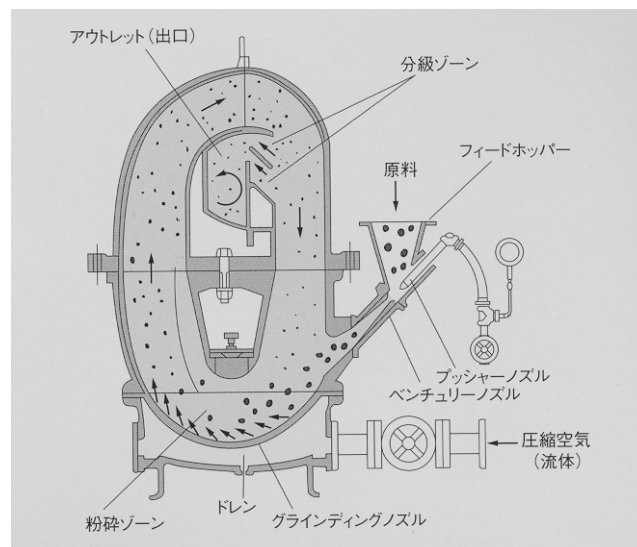 アウトレット(出口)
分級ゾーン
フィードホッパー
原料
プッシャーノズル
ベンチュリーノズル
圧縮空気
(流体)
ドレン
グラインディングノズル
粉砕ゾーン